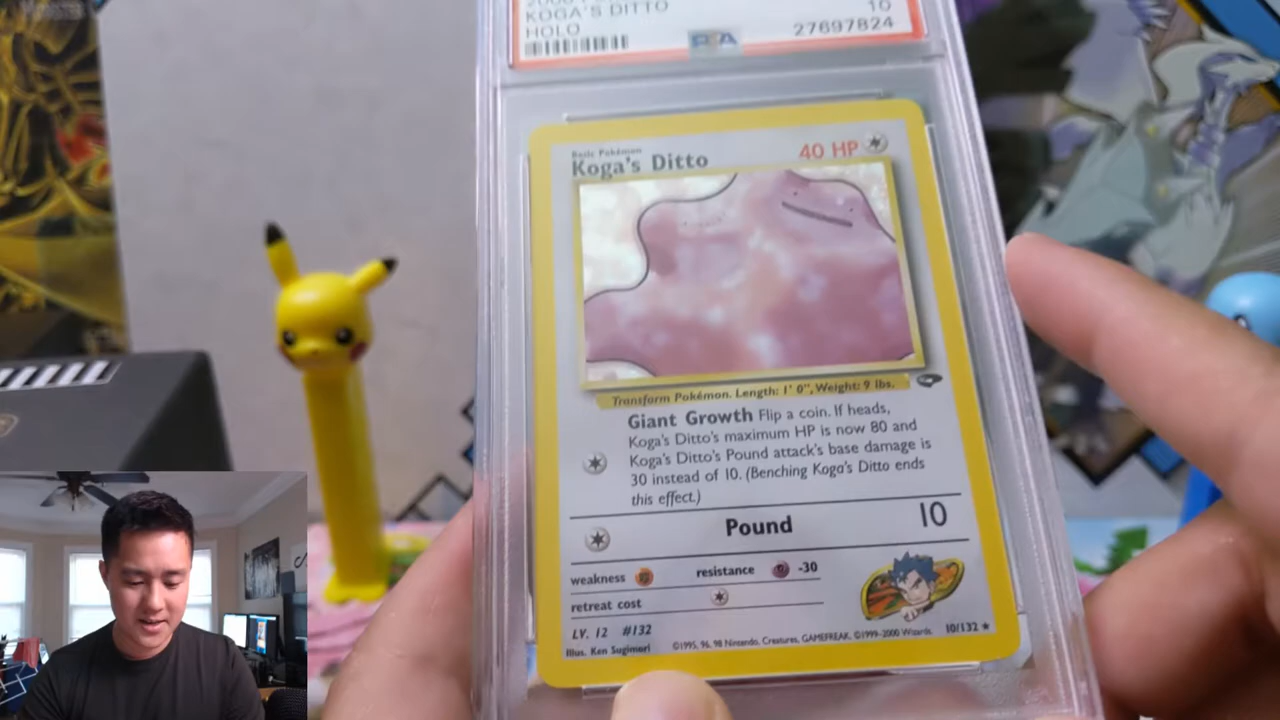 KOGA'S DITTO 10
HOLO 27697824
PSA
Basic Pokémon
Koga's Ditto 40 HP
Transform Pokémon. Length: 1' 0", Weight: 9 lbs.
Giant Growth Flip a coin. If heads,
Koga's Ditto's maximum HP is now 80 and
Koga's Ditto's Pound attack's base damage is
30 instead of 10. (Benching Koga's Ditto ends
this effect.)
Pound 10
weakness resistance -30
retreat cost
LV. 12 #132
Illus. Ken Sugimori ©1995, 96, 98 Nintendo, Creatures, GAMEFREAK. ©1999-2000 Wizards. 10/132 ★